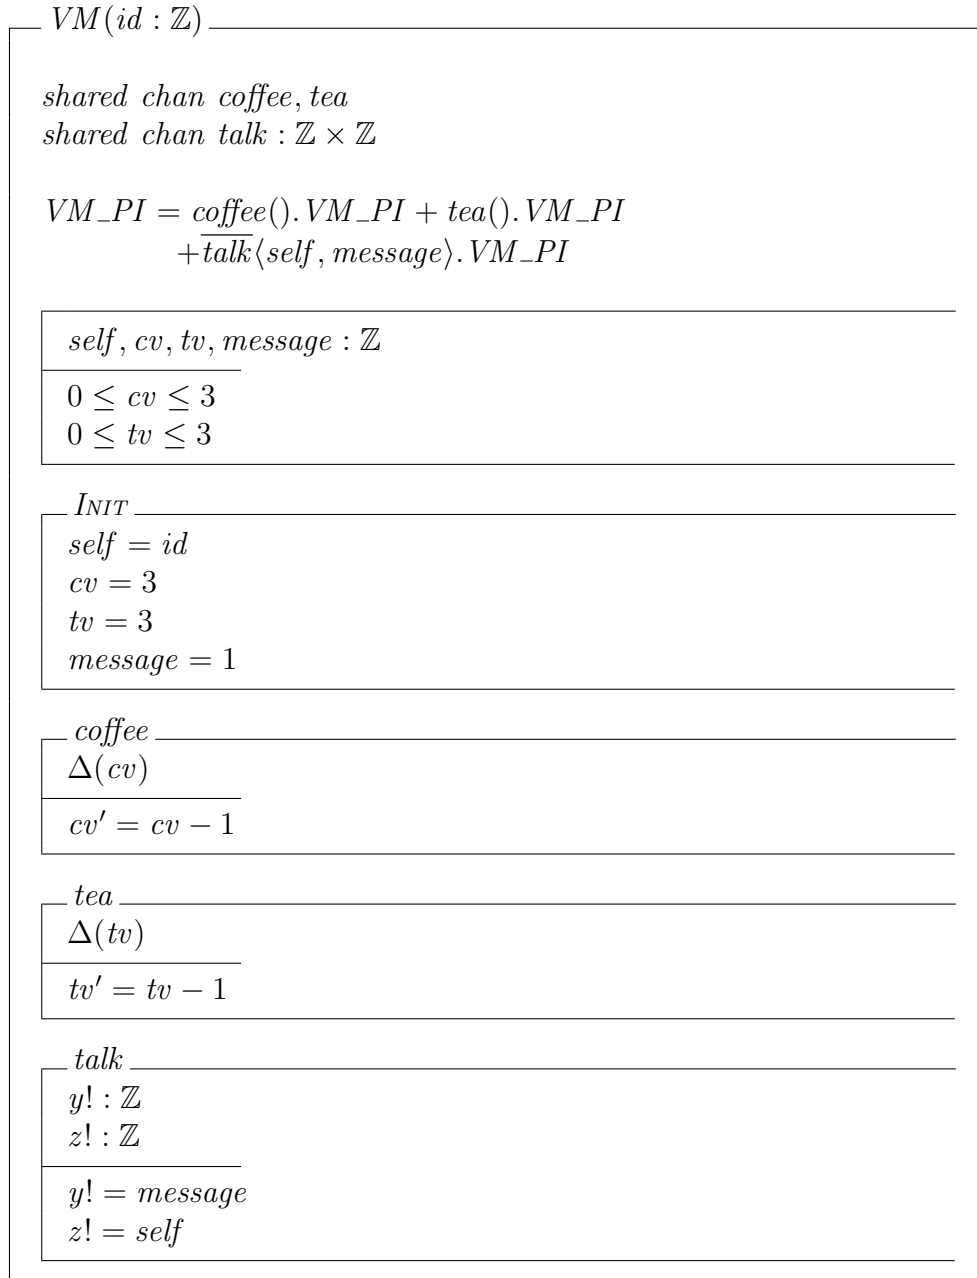 VM(id : ℤ)
shared chan coffee, tea
shared chan talk : ℤ × ℤ
VM_PI = coffee().VM_PI + tea().VM_PI
+t̅a̅l̅k̅⟨self, message⟩.VM_PI
self, cv, tv, message : ℤ
0 ≤ cv ≤ 3
0 ≤ tv ≤ 3
INIT
self = id
cv = 3
tv = 3
message = 1
coffee
Δ(cv)
cv′ = cv − 1
tea
Δ(tv)
tv′ = tv − 1
talk
y! : ℤ
z! : ℤ
y! = message
z! = self